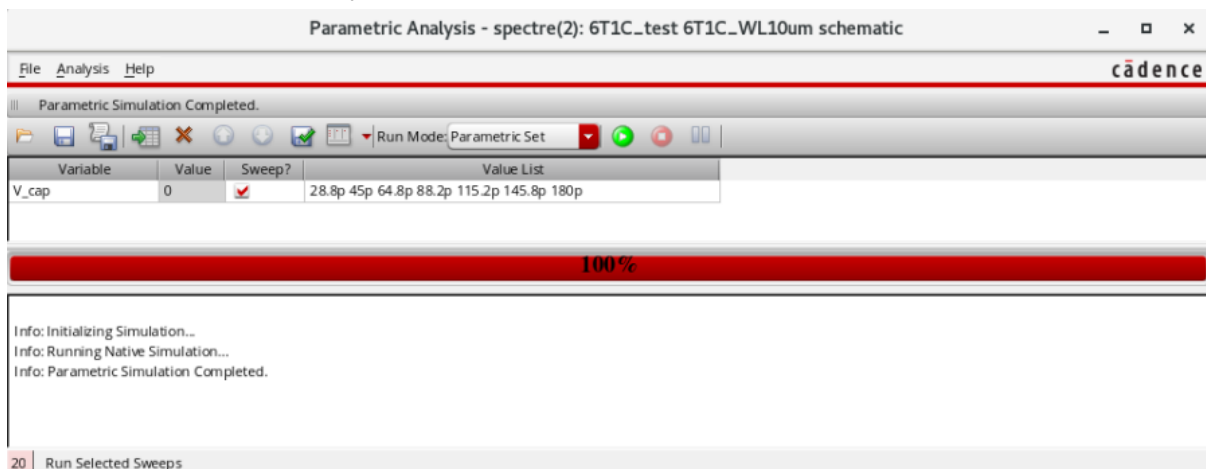 Parametric Analysis - spectre(2): 6T1C_test 6T1C_WL10um schematic
File Analysis Help
cādence
Parametric Simulation Completed.
Run Mode: Parametric Set
Variable Value Sweep? Value List
V_cap 0 28.8p 45p 64.8p 88.2p 115.2p 145.8p 180p
100%
Info: Initializing Simulation...
Info: Running Native Simulation...
Info: Parametric Simulation Completed.
20 Run Selected Sweeps